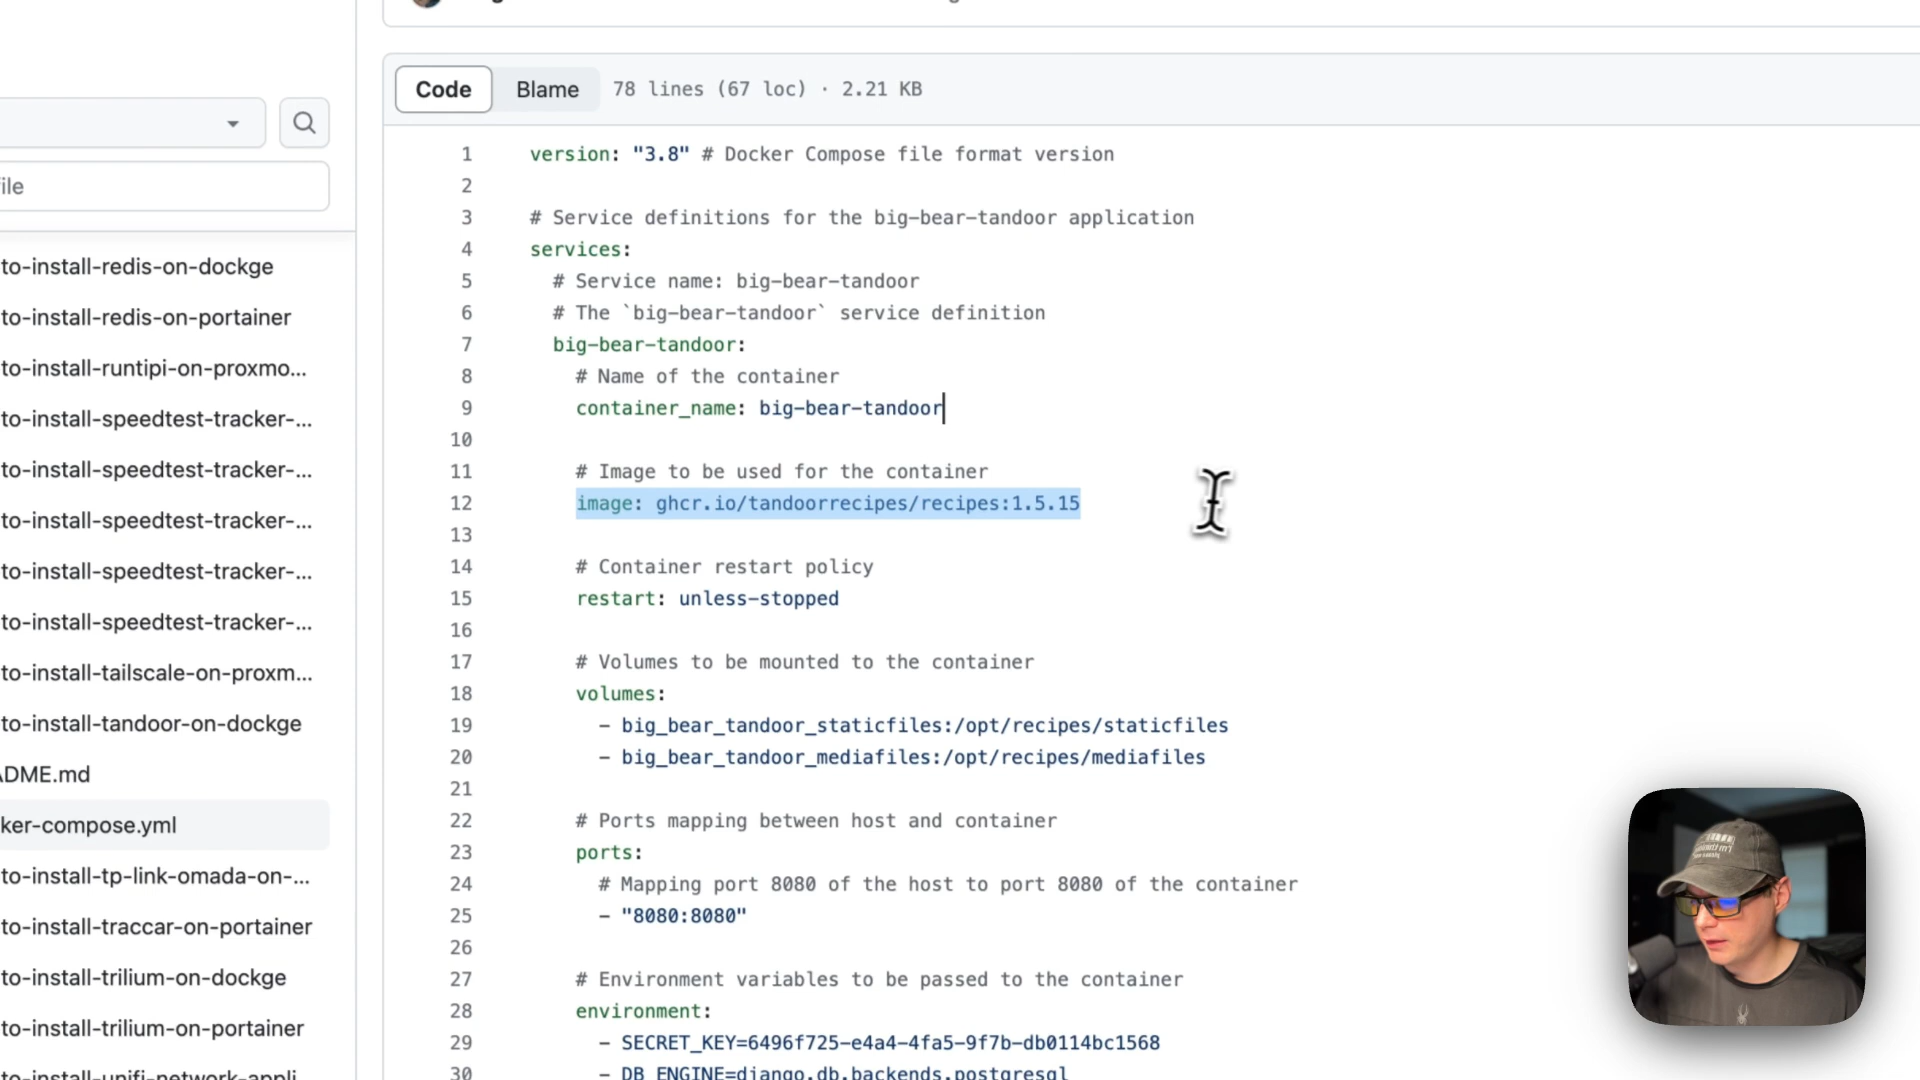 Code Blame 78 lines (67 loc) · 2.21 KB
ile
to-install-redis-on-dockge
to-install-redis-on-portainer
to-install-runtipi-on-proxmo...
to-install-speedtest-tracker-...
to-install-speedtest-tracker-...
to-install-speedtest-tracker-...
to-install-speedtest-tracker-...
to-install-speedtest-tracker-...
to-install-tailscale-on-proxm...
to-install-tandoor-on-dockge
ADME.md
ker-compose.yml
to-install-tp-link-omada-on-...
to-install-traccar-on-portainer
to-install-trilium-on-dockge
to-install-trilium-on-portainer
to-install-unifi-network-appli
1 version: "3.8" # Docker Compose file format version
2
3 # Service definitions for the big-bear-tandoor application
4 services:
5 # Service name: big-bear-tandoor
6 # The `big-bear-tandoor` service definition
7 big-bear-tandoor:
8 # Name of the container
9 container_name: big-bear-tandoor
10
11 # Image to be used for the container
12 image: ghcr.io/tandoorrecipes/recipes:1.5.15
13
14 # Container restart policy
15 restart: unless-stopped
16
17 # Volumes to be mounted to the container
18 volumes:
19 - big_bear_tandoor_staticfiles:/opt/recipes/staticfiles
20 - big_bear_tandoor_mediafiles:/opt/recipes/mediafiles
21
22 # Ports mapping between host and container
23 ports:
24 # Mapping port 8080 of the host to port 8080 of the container
25 - "8080:8080"
26
27 # Environment variables to be passed to the container
28 environment:
29 - SECRET_KEY=6496f725-e4a4-4fa5-9f7b-db0114bc1568
30 - DB_ENGINE=django.db.backends.postgresql